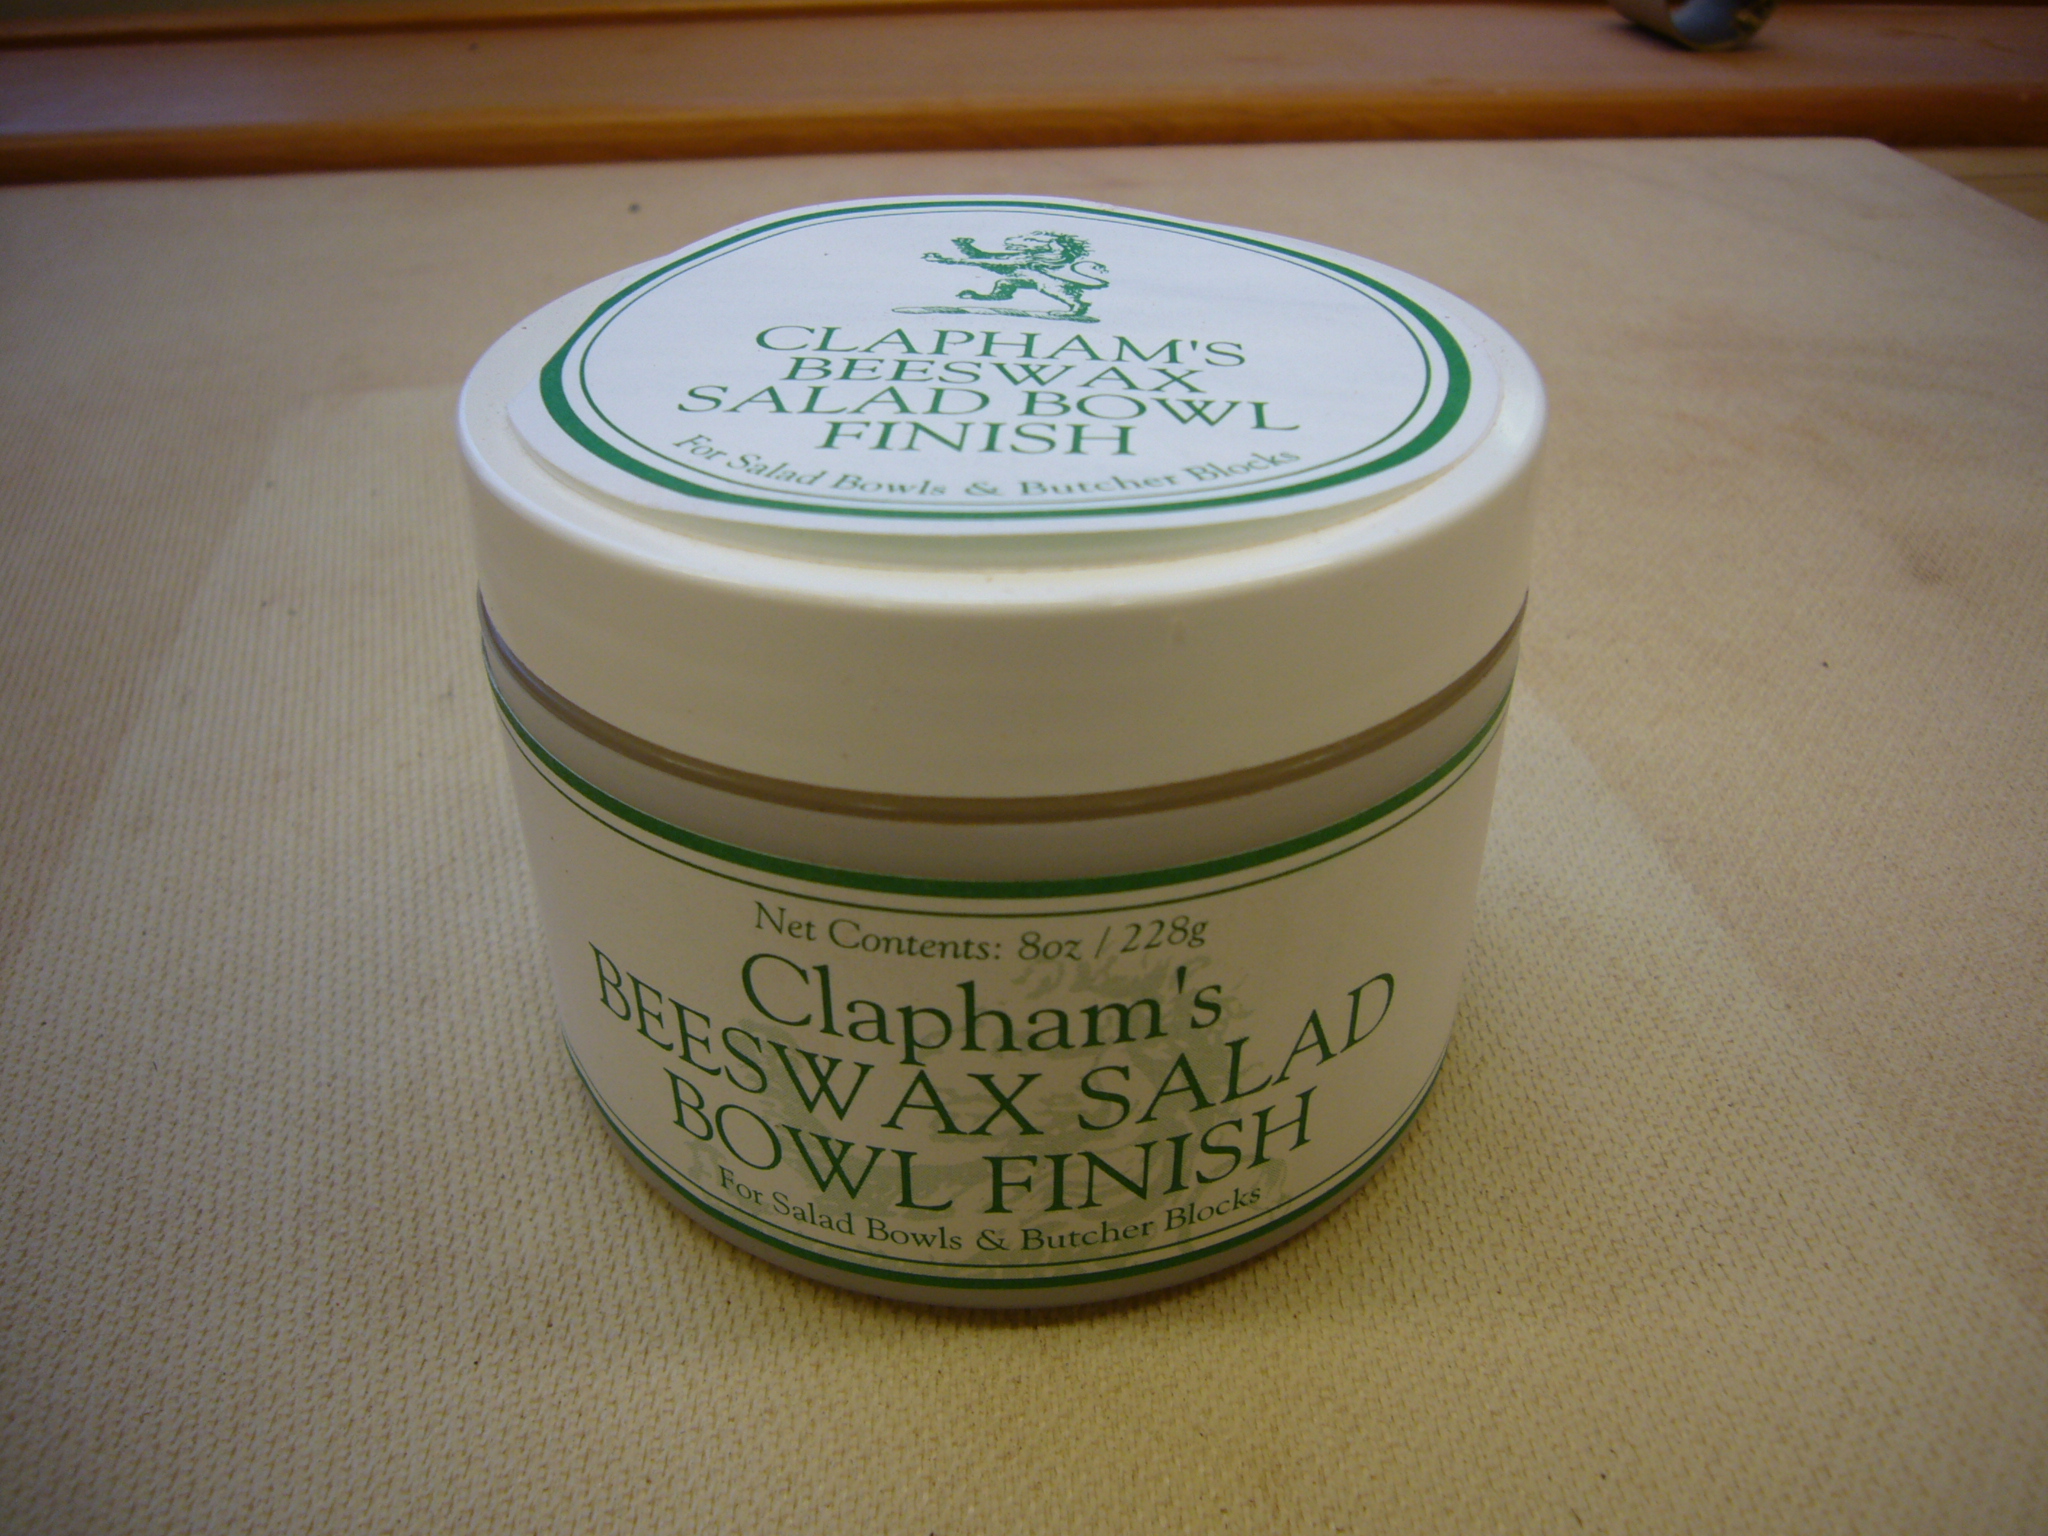 CLAPHAM'S
BEESWAX
SALAD BOWL
FINISH
For Salad Bowls & Butcher Blocks
Net Contents: 8oz / 228g
Clapham's
BEESWAX SALAD
BOWL FINISH
For Salad Bowls & Butcher Blocks